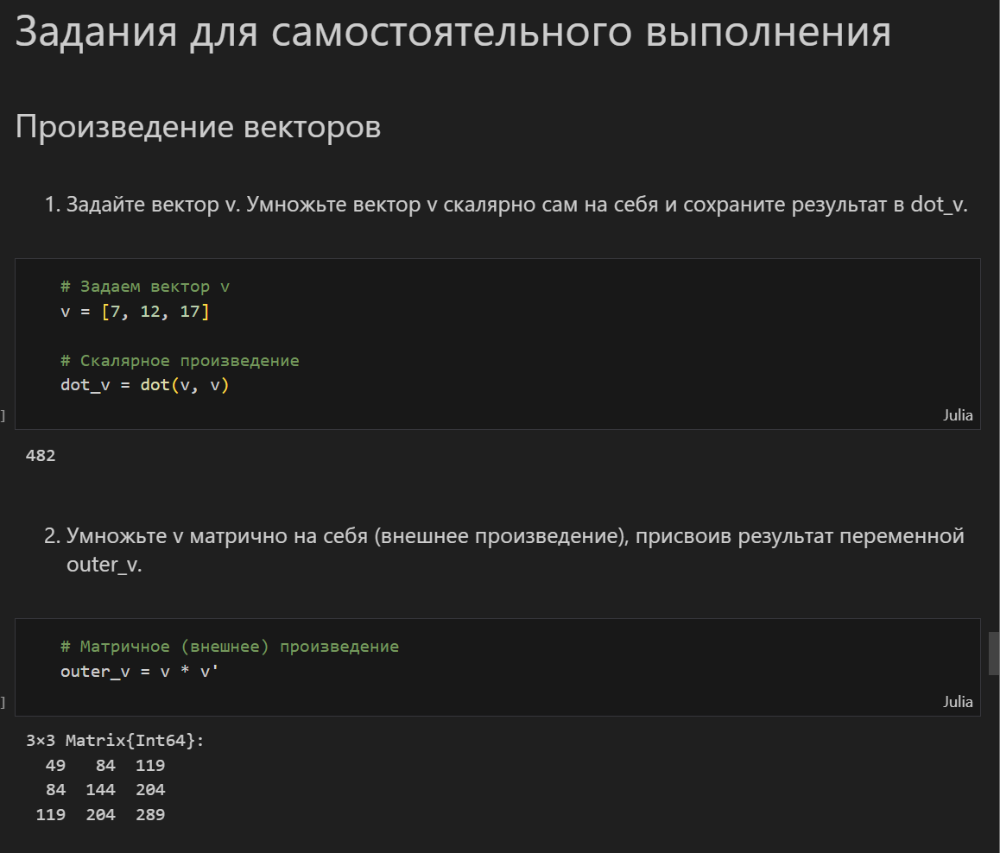 Задания для самостоятельного выполнения
Произведение векторов
1. Задайте вектор v. Умножьте вектор v скалярно сам на себя и сохраните результат в dot_v.
# Задаем вектор v
v = [7, 12, 17]
# Скалярное произведение
dot_v = dot(v, v)
]
Julia
482
2. Умножьте v матрично на себя (внешнее произведение), присвоив результат переменной
outer_v.
# Матричное (внешнее) произведение
outer_v = v * v'
]
Julia
3×3 Matrix{Int64}:
49 84 119
84 144 204
119 204 289